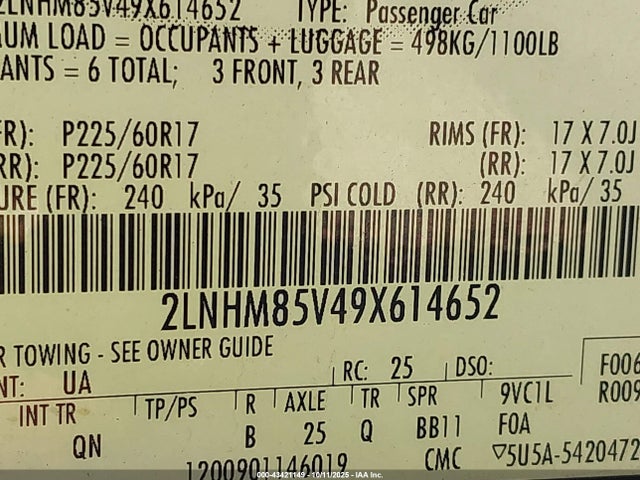 2LNHM85V49X614652 TYPE: Passenger Car
UM LOAD = OCCUPANTS + LUGGAGE = 498KG/1100LB
ANTS = 6 TOTAL; 3 FRONT, 3 REAR
FR): P225/60R17 RIMS (FR): 17 X 7.0J
RR): P225/60R17 (RR): 17 X 7.0J
URE (FR): 240 kPa/ 35 PSI COLD (RR): 240 kPa/ 35
2LNHM85V49X614652
R TOWING - SEE OWNER GUIDE
RC: 25 DSO: F006
NT: UA R009
INT TR TP/PS R AXLE TR SPR 9VC1L
QN B 25 Q BB11 F0A
1200901146019 CMC ▽5U5A-5420472
000-43421149 - 10/11/2025 - IAA Inc.